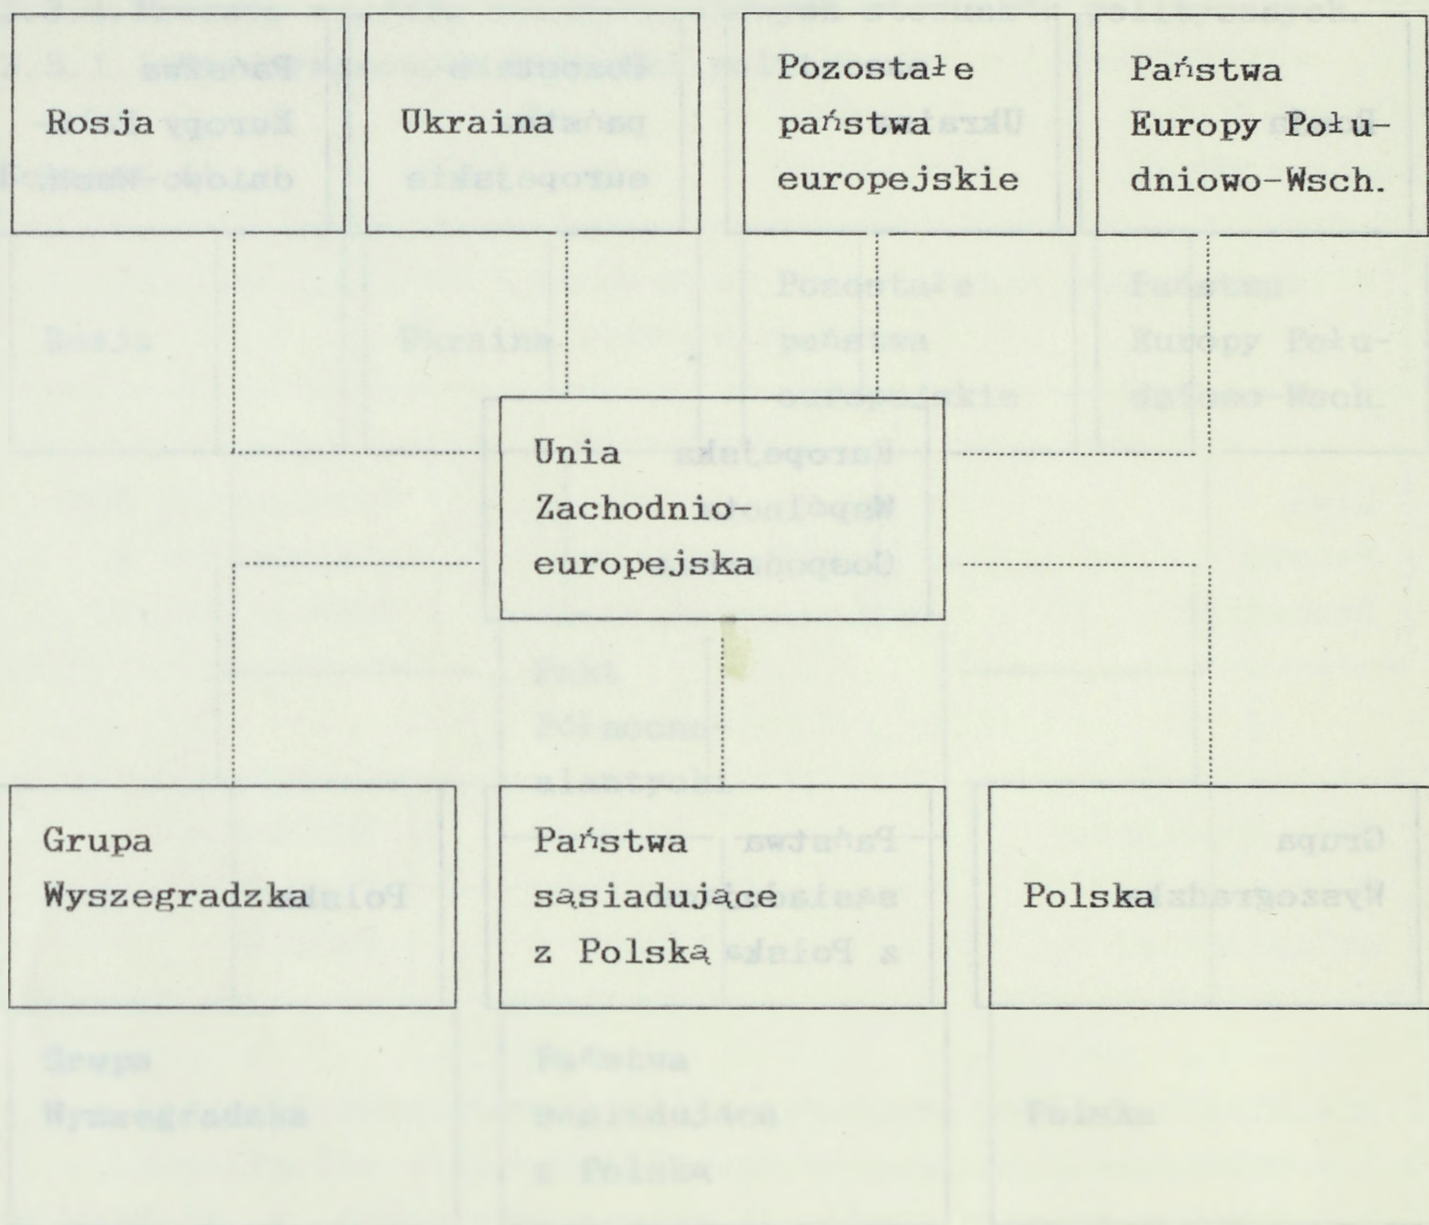 Rosja
Ukraina
Pozostałe
państwa
europejskie
Państwa
Europy Połu-
dniowo-Wsch.
Unia
Zachodnio-
europejska
Grupa
Wyszegradzka
Państwa
sąsiadujące
z Polską
Polska